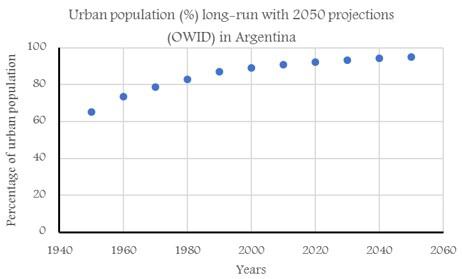 Urban population (%) long-run with 2050 projections
(OWID) in Argentina
Percentage of urban population
100
80
60
40
20
0
1940 1960 1980 2000 2020 2040 2060
Years